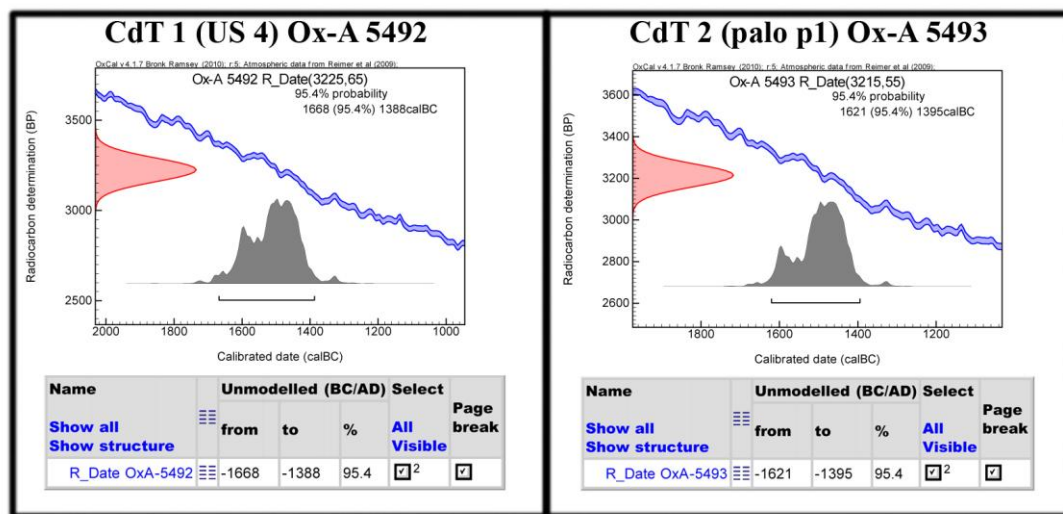 CdT 1 (US 4) Ox-A 5492
OxCal v4.1.7 Bronk Ramsey (2010); r:5; Atmospheric data from Reimer et al (2009);
Ox-A 5492 R_Date(3225,65)
95.4% probability
1668 (95.4%) 1388calBC
Radiocarbon determination (BP)
3500
3000
2500
2000 1800 1600 1400 1200 1000
Calibrated date (calBC)
Name Unmodelled (BC/AD) Select Page break
Show all from to % All
Show structure Visible
R_Date OxA-5492 -1668 -1388 95.4 2
CdT 2 (palo p1) Ox-A 5493
OxCal v4.1.7 Bronk Ramsey (2010); r:5; Atmospheric data from Reimer et al (2009);
Ox-A 5493 R_Date(3215,55)
95.4% probability
1621 (95.4%) 1395calBC
Radiocarbon determination (BP)
3600
3400
3200
3000
2800
2600
1800 1600 1400 1200
Calibrated date (calBC)
Name Unmodelled (BC/AD) Select Page break
Show all from to % All
Show structure Visible
R_Date OxA-5493 -1621 -1395 95.4 2